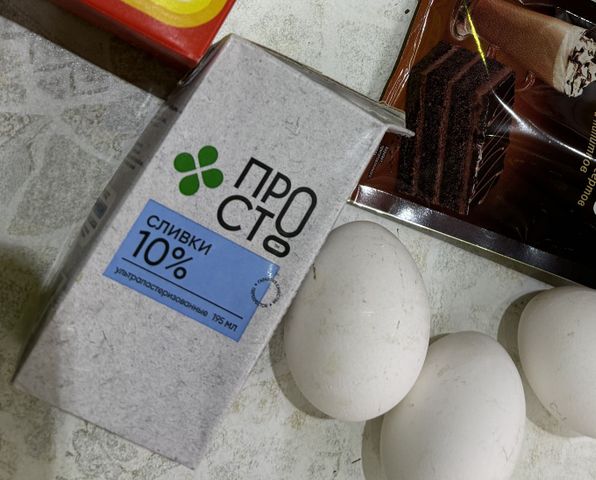 ПРО
СТО
СЛИВКИ
10%
ультрапастеризованные 195 мл